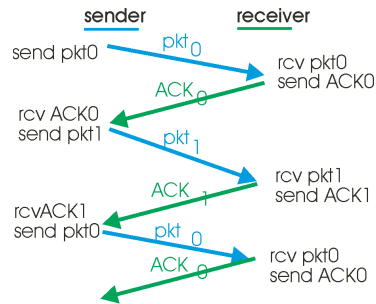 sender receiver
send pkt0
pkt 0
rcv pkt0
send ACK0
ACK 0
rcv ACK0
send pkt1
pkt 1
rcv pkt1
send ACK1
ACK 1
rcvACK1
send pkt0
pkt 0
rcv pkt0
send ACK0
ACK 0